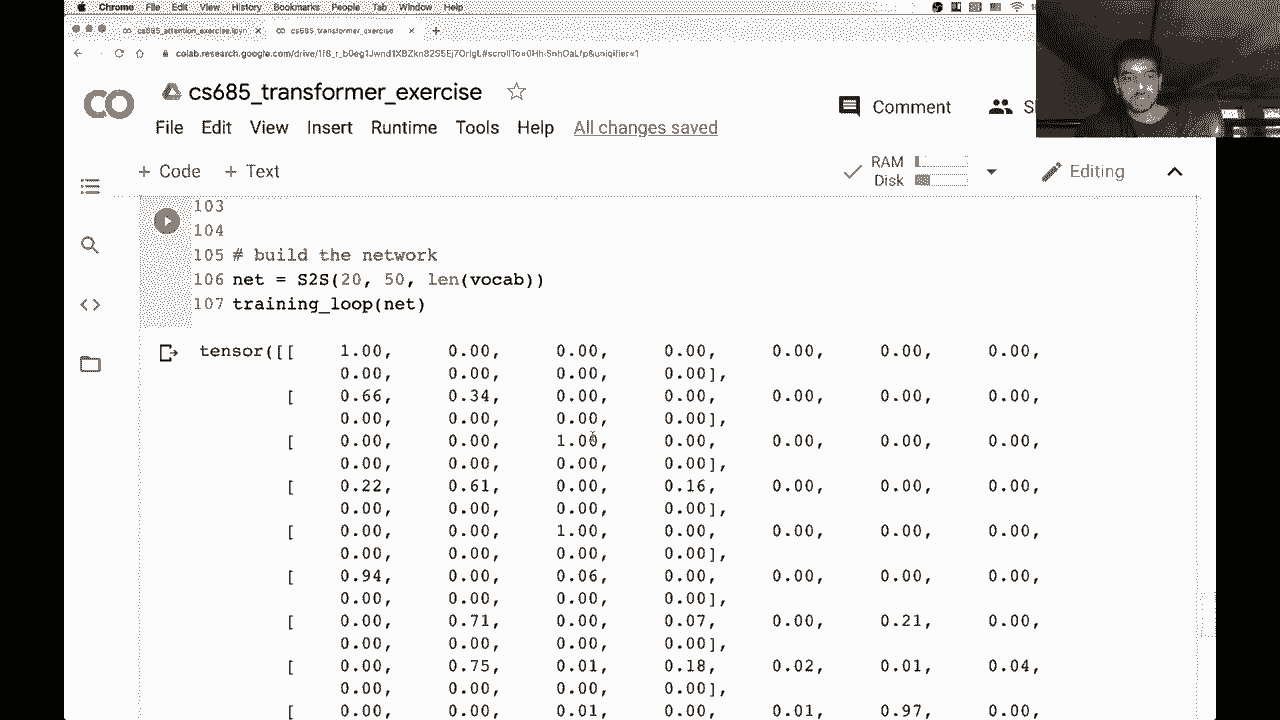 Chrome File Edit View History Bookmarks People Tab Window Help
cs685_attention_exercise.ipyn × cs685_transformer_exercise × +
CO cs685_transformer_exercise
Comment
File Edit View Insert Runtime Tools Help All changes saved
+ Code + Text RAM Disk Editing
103
104
105 # build the network
106 net = S2S(20, 50, len(vocab))
107 training_loop(net)
tensor([[ 1.00, 0.00, 0.00, 0.00, 0.00, 0.00, 0.00,
0.00, 0.00, 0.00, 0.00],
[ 0.66, 0.34, 0.00, 0.00, 0.00, 0.00, 0.00,
0.00, 0.00, 0.00, 0.00],
[ 0.00, 0.00, 1.00, 0.00, 0.00, 0.00, 0.00,
0.00, 0.00, 0.00, 0.00],
[ 0.22, 0.61, 0.00, 0.16, 0.00, 0.00, 0.00,
0.00, 0.00, 0.00, 0.00],
[ 0.00, 0.00, 1.00, 0.00, 0.00, 0.00, 0.00,
0.00, 0.00, 0.00, 0.00],
[ 0.94, 0.00, 0.06, 0.00, 0.00, 0.00, 0.00,
0.00, 0.00, 0.00, 0.00],
[ 0.00, 0.71, 0.00, 0.07, 0.00, 0.21, 0.00,
0.00, 0.00, 0.00, 0.00],
[ 0.00, 0.75, 0.01, 0.18, 0.02, 0.01, 0.04,
0.00, 0.00, 0.00, 0.00],
[ 0.00, 0.00, 0.01, 0.00, 0.01, 0.97, 0.00,